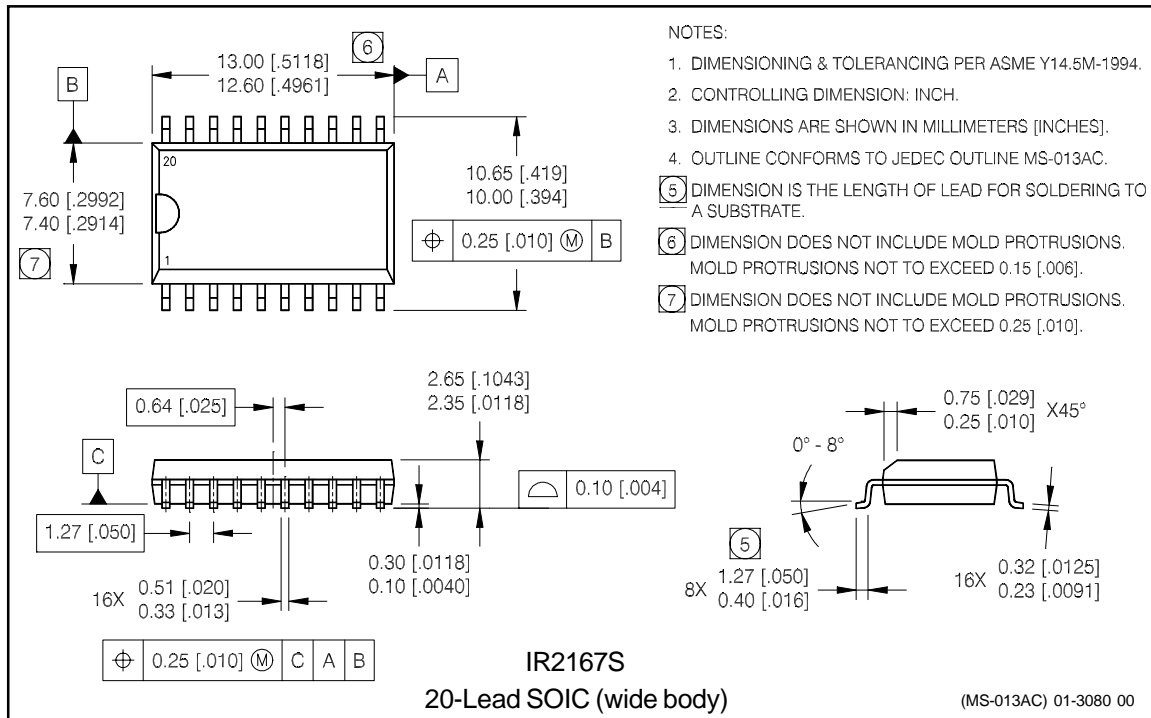 NOTES:
1. DIMENSIONING & TOLERANCING PER ASME Y14.5M-1994.
2. CONTROLLING DIMENSION: INCH.
3. DIMENSIONS ARE SHOWN IN MILLIMETERS [INCHES].
4. OUTLINE CONFORMS TO JEDEC OUTLINE MS-013AC.
5 DIMENSION IS THE LENGTH OF LEAD FOR SOLDERING TO
A SUBSTRATE.
6 DIMENSION DOES NOT INCLUDE MOLD PROTRUSIONS.
MOLD PROTRUSIONS NOT TO EXCEED 0.15 [.006].
7 DIMENSION DOES NOT INCLUDE MOLD PROTRUSIONS.
MOLD PROTRUSIONS NOT TO EXCEED 0.25 [.010].
6
13.00 [.5118]
12.60 [.4961]
A
B
20
1
7.60 [.2992]
7.40 [.2914]
7
10.65 [.419]
10.00 [.394]
⌖ 0.25 [.010] Ⓜ B
0.64 [.025]
2.65 [.1043]
2.35 [.0118]
C
⌓ 0.10 [.004]
1.27 [.050]
0.30 [.0118]
0.10 [.0040]
16X 0.51 [.020]
0.33 [.013]
⌖ 0.25 [.010] Ⓜ C A B
0.75 [.029]
0.25 [.010] X45°
0° - 8°
5
8X 1.27 [.050]
0.40 [.016]
16X 0.32 [.0125]
0.23 [.0091]
IR2167S
20-Lead SOIC (wide body)
(MS-013AC) 01-3080 00